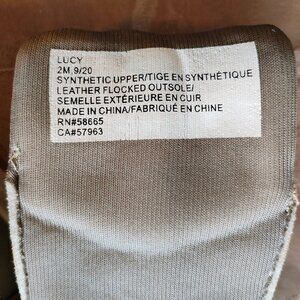 LUCY
2M,9/20
SYNTHETIC UPPER/TIGE EN SYNTHÉTIQUE
LEATHER FLOCKED OUTSOLE/
SEMELLE EXTÉRIEURE EN CUIR
MADE IN CHINA/FABRIQUÉ EN CHINE
RN#58665
CA#57963